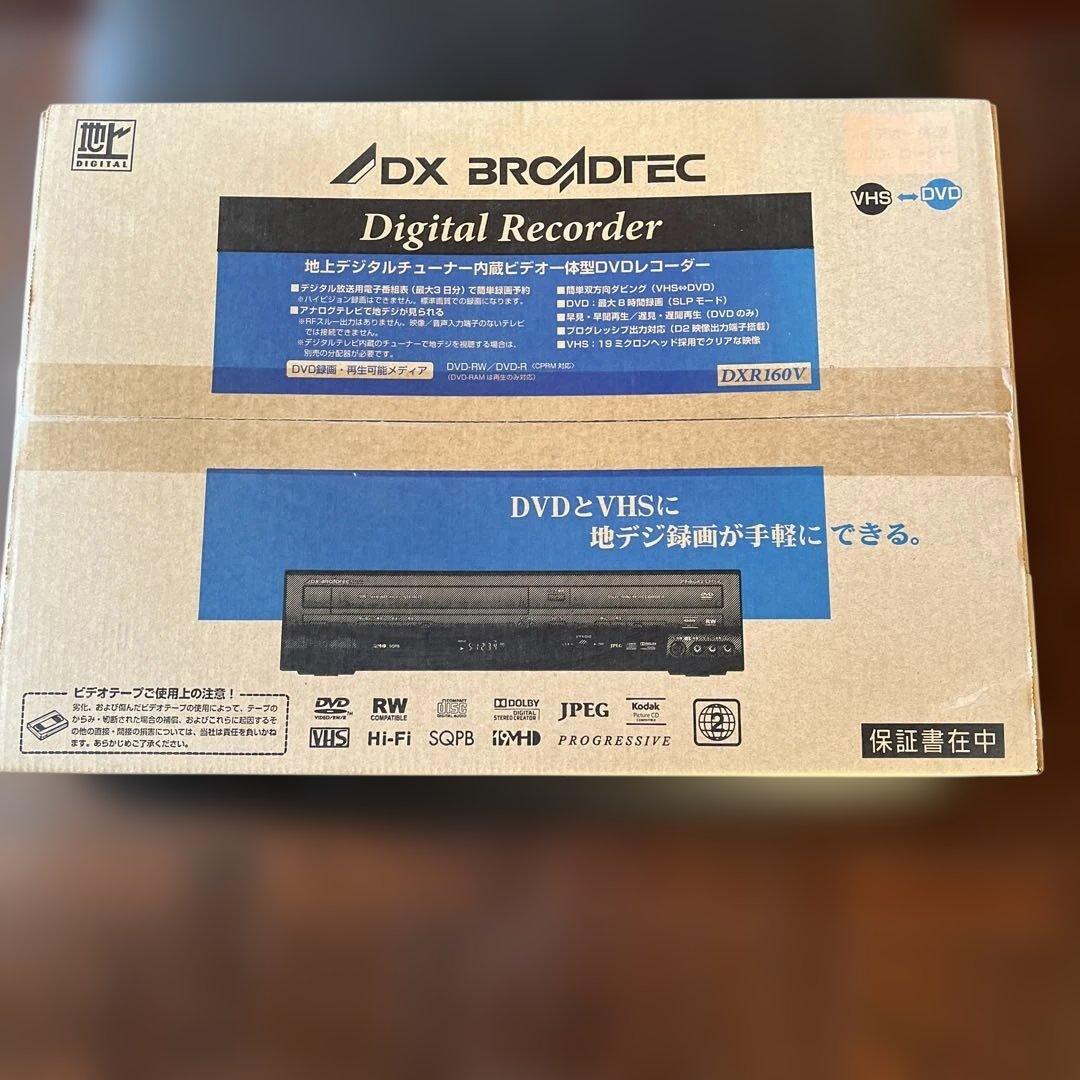 地上
DIGITAL
DX BROADTEC
VHS ⇔ DVD
Digital Recorder
地上デジタルチューナー内蔵ビデオ一体型DVDレコーダー
■デジタル放送用電子番組表（最大3日分）で簡単録画予約
※ハイビジョン録画はできません。標準画質での録画になります。
■アナログテレビで地デジが見られる
※RFスルー出力はありません。映像／音声入力端子のないテレビ
では接続できません。
※デジタルテレビ内蔵のチューナーで地デジを視聴する場合は、
別売の分配器が必要です。
■簡単双方向ダビング（VHS⇔DVD）
■DVD：最大8時間録画（SLPモード）
■早見・早聞再生／遅見・遅聞再生（DVDのみ）
■プログレッシブ出力対応（D2映像出力端子搭載）
■VHS：19ミクロンヘッド採用でクリアな映像
DVD録画・再生可能メディア
DVD-RW／DVD-R〈CPRM対応〉
（DVD-RAMは再生のみ対応）
DXR160V
DVDとVHSに
地デジ録画が手軽にできる。
DX BROADTEC
DVD
RW
JPEG
ビデオテープご使用上の注意！
劣化、および傷んだビデオテープの使用によって、テープの
からみ・切断された場合の補償、およびこれらに起因するそ
の他の直接・間接の損害については、当社は責任を負いかね
ます。あらかじめご了承ください。
DVD
VIDEO/RW/R
RW
COMPATIBLE
COMPACT
disc
DIGITAL AUDIO
DOLBY
DIGITAL
STEREO CREATOR
JPEG
Kodak
Picture CD
COMPATIBLE
2
VHS
Hi-Fi
SQPB
19MHD
PROGRESSIVE
保証書在中